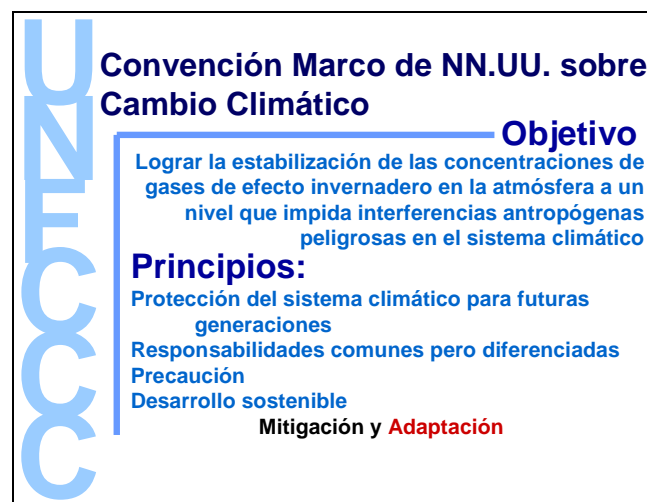 UNFCCC
Convención Marco de NN.UU. sobre
Cambio Climático
Objetivo
Lograr la estabilización de las concentraciones de
gases de efecto invernadero en la atmósfera a un
nivel que impida interferencias antropógenas
peligrosas en el sistema climático
Principios:
Protección del sistema climático para futuras
generaciones
Responsabilidades comunes pero diferenciadas
Precaución
Desarrollo sostenible
Mitigación y Adaptación